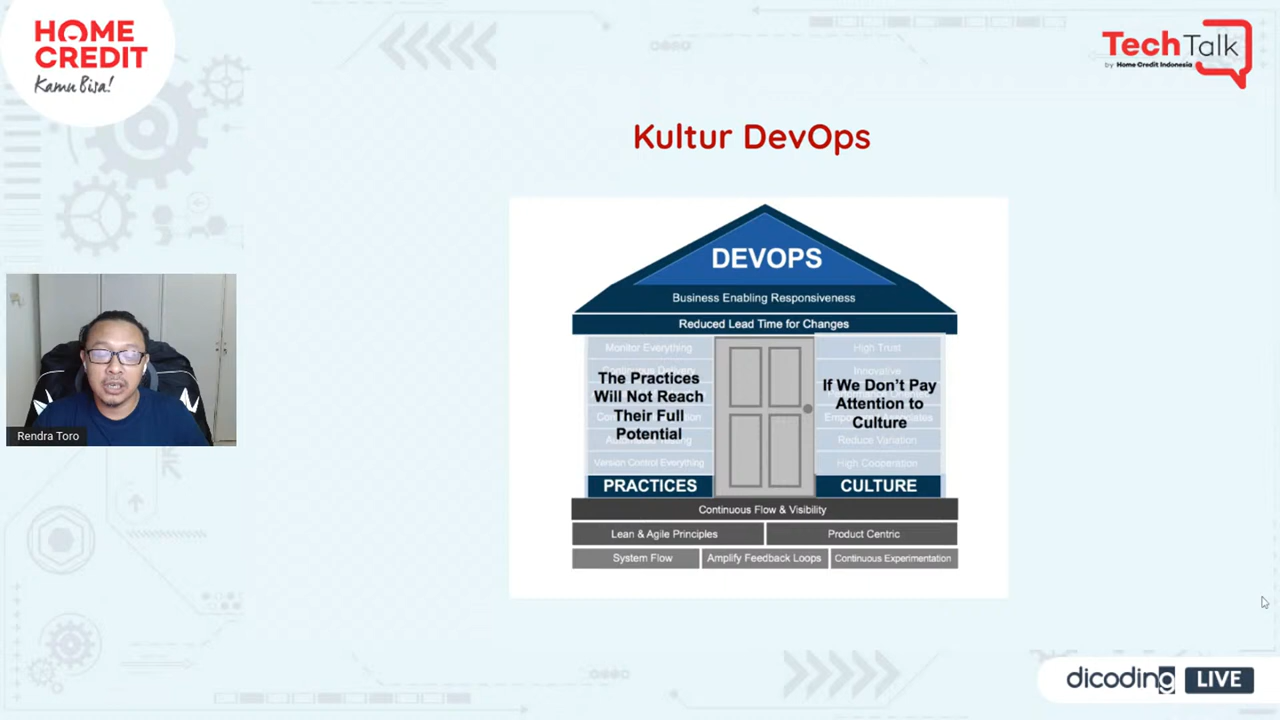 HOME
CREDIT
Kamu Bisa!
TechTalk
by Home Credit Indonesia
Kultur DevOps
DEVOPS
Business Enabling Responsiveness
Reduced Lead Time for Changes
Monitor Everything
Continuous Delivery
The Practices
Will Not Reach
Their Full
Potential
Version Control Everything
PRACTICES
High Trust
Innovative
If We Don't Pay
Attention to
Culture
Reduce Variation
High Cooperation
CULTURE
Continuous Flow & Visibility
Lean & Agile Principles
Product Centric
System Flow
Amplify Feedback Loops
Continuous Experimentation
Rendra Toro
dicoding LIVE